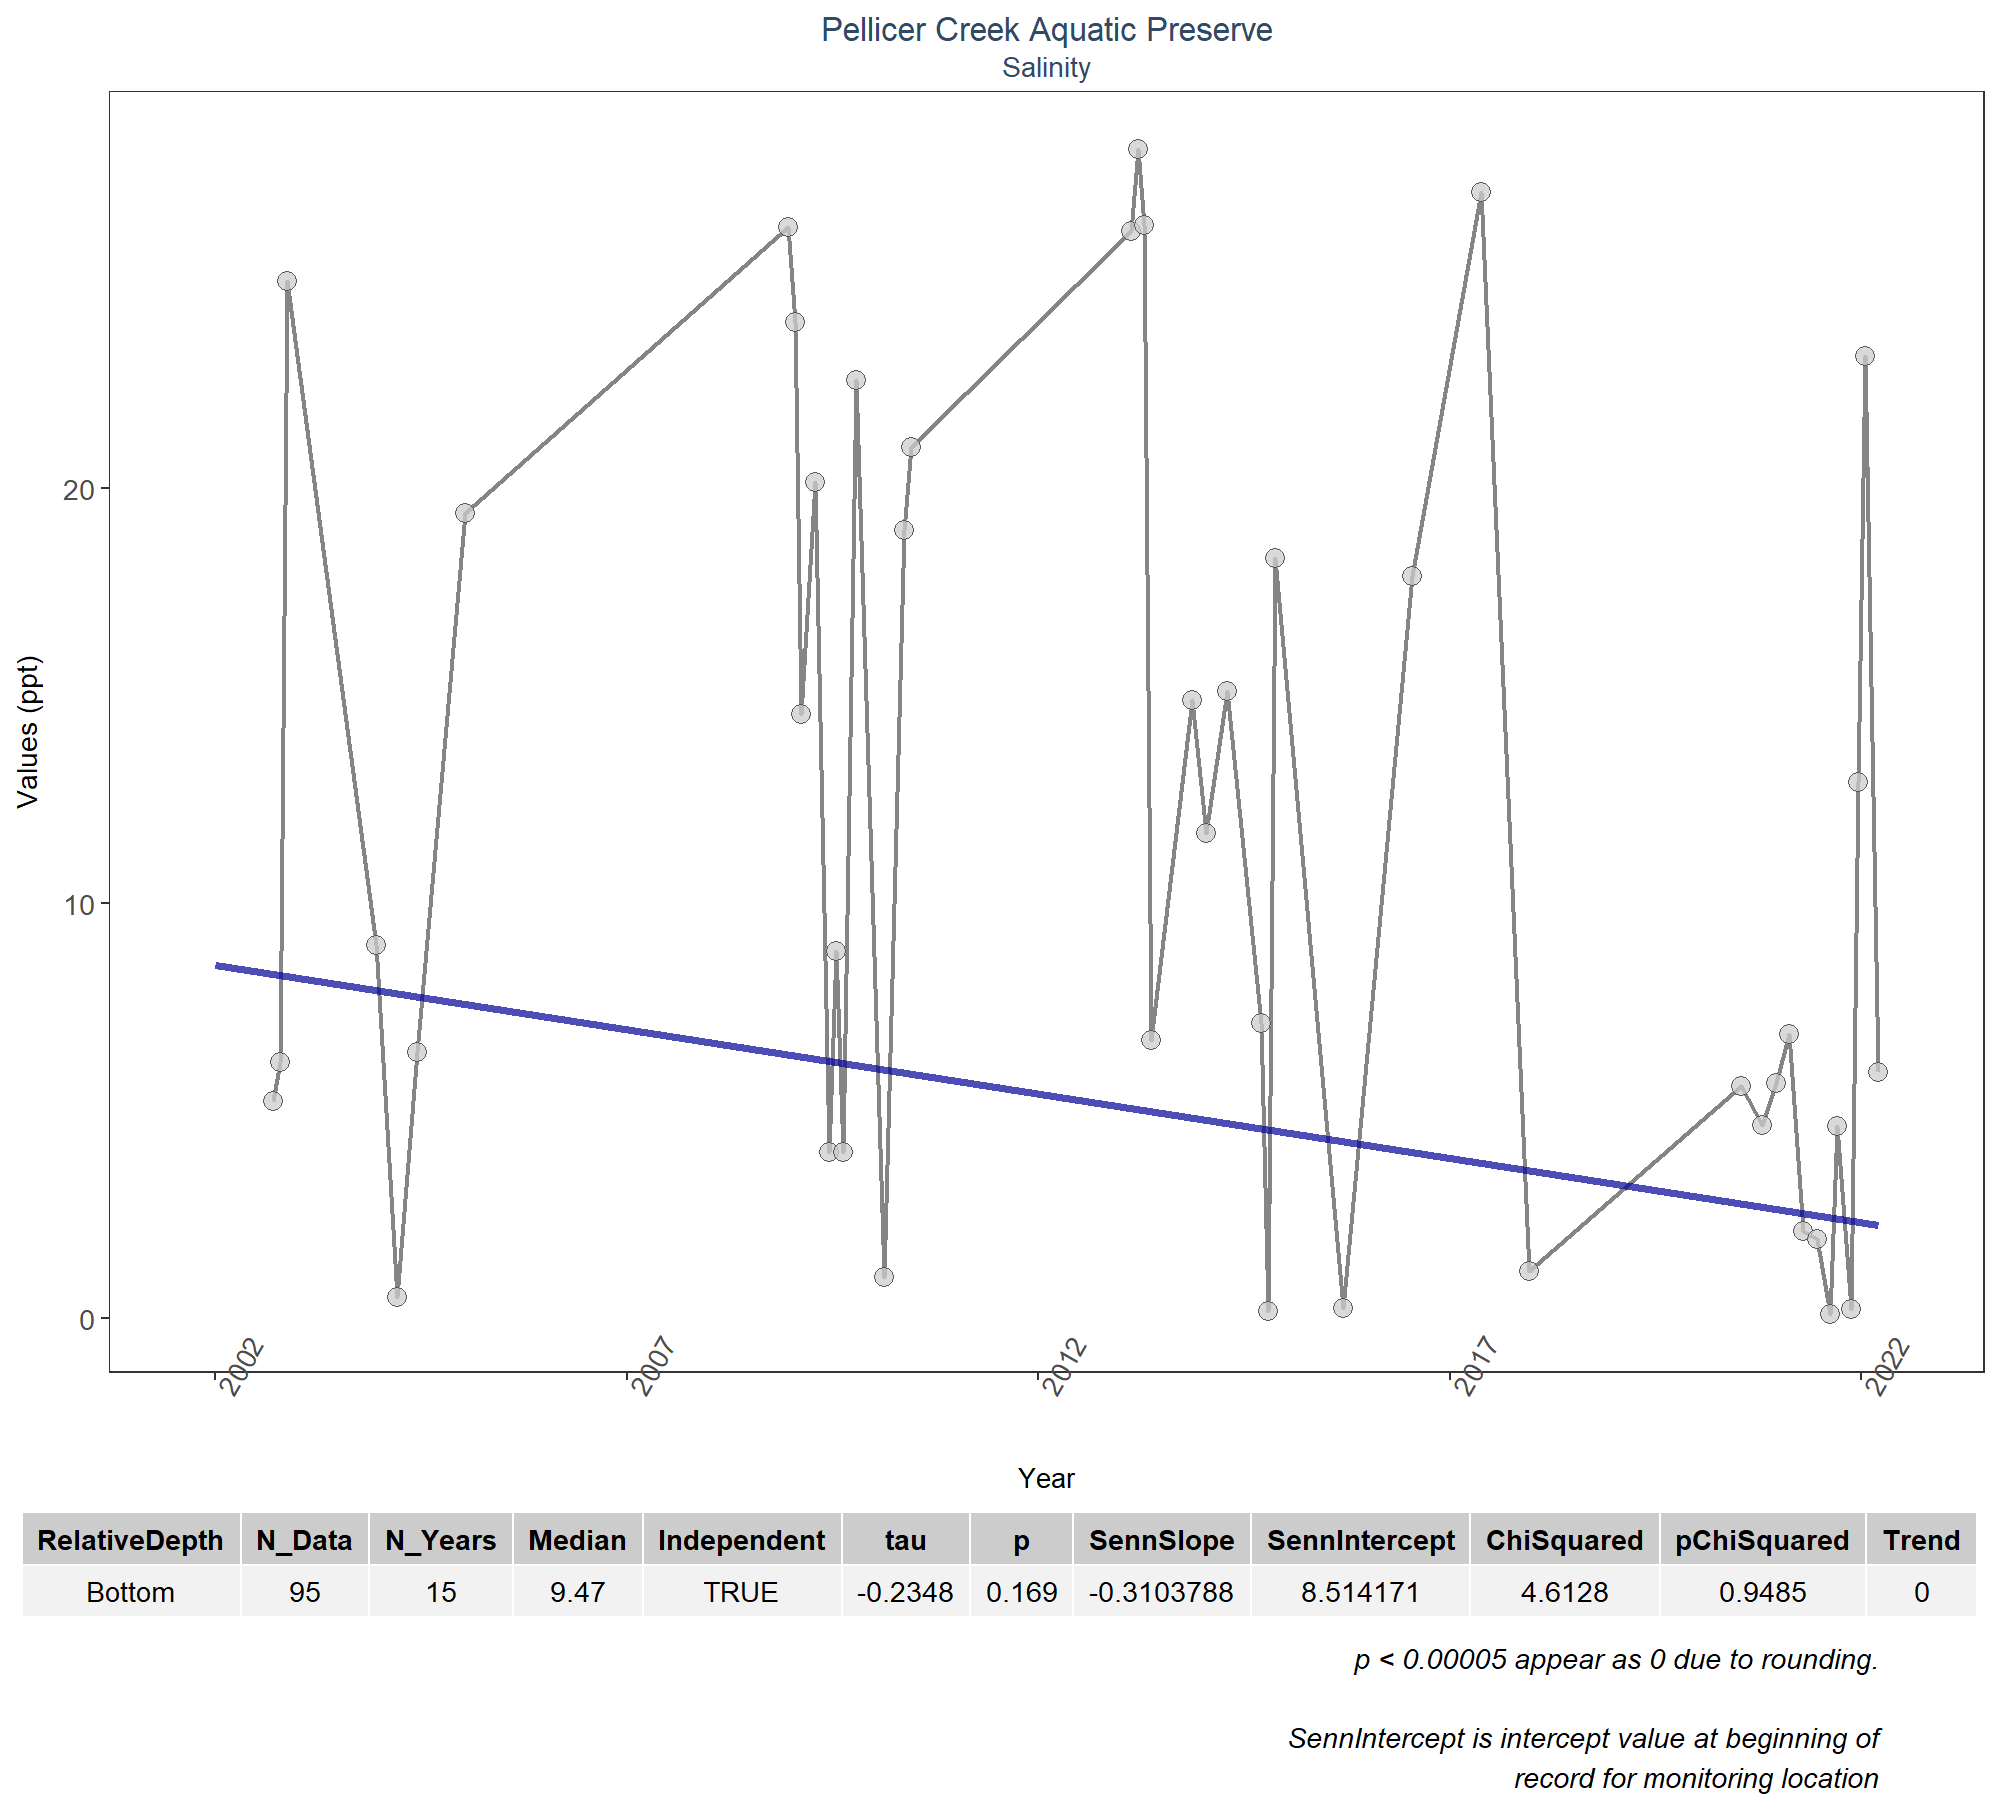 Pellicer Creek Aquatic Preserve
Salinity
Values (ppt)
20
10
0
2002 2007 2012 2017 2022
Year
RelativeDepth N_Data N_Years Median Independent tau p SennSlope SennIntercept ChiSquared pChiSquared Trend
Bottom 95 15 9.47 TRUE -0.2348 0.169 -0.3103788 8.514171 4.6128 0.9485 0
p < 0.00005 appear as 0 due to rounding.
SennIntercept is intercept value at beginning of
record for monitoring location